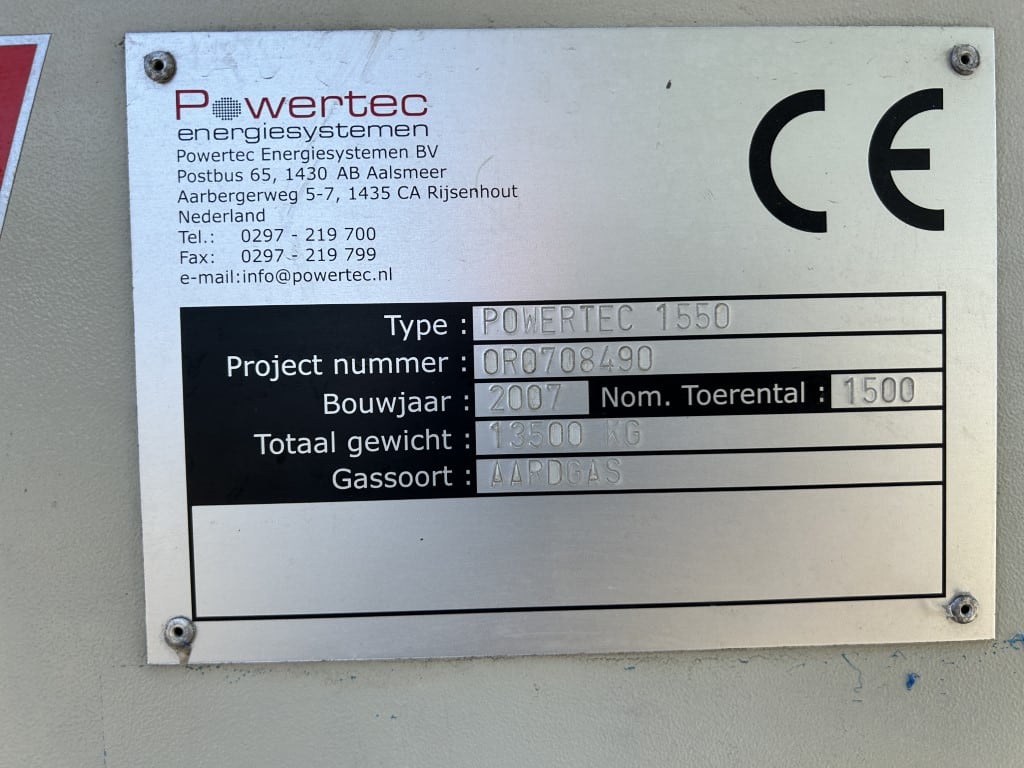 Powertec
energiesystemen
Powertec Energiesystemen BV
Postbus 65, 1430 AB Aalsmeer
Aarbergerweg 5-7, 1435 CA Rijsenhout
Nederland
Tel.: 0297 - 219 700
Fax: 0297 - 219 799
e-mail:info@powertec.nl
CE
Type : POWERTEC 1550
Project nummer : OR0708490
Bouwjaar : 2007 Nom. Toerental : 1500
Totaal gewicht : 13500 KG
Gassoort : AARDGAS